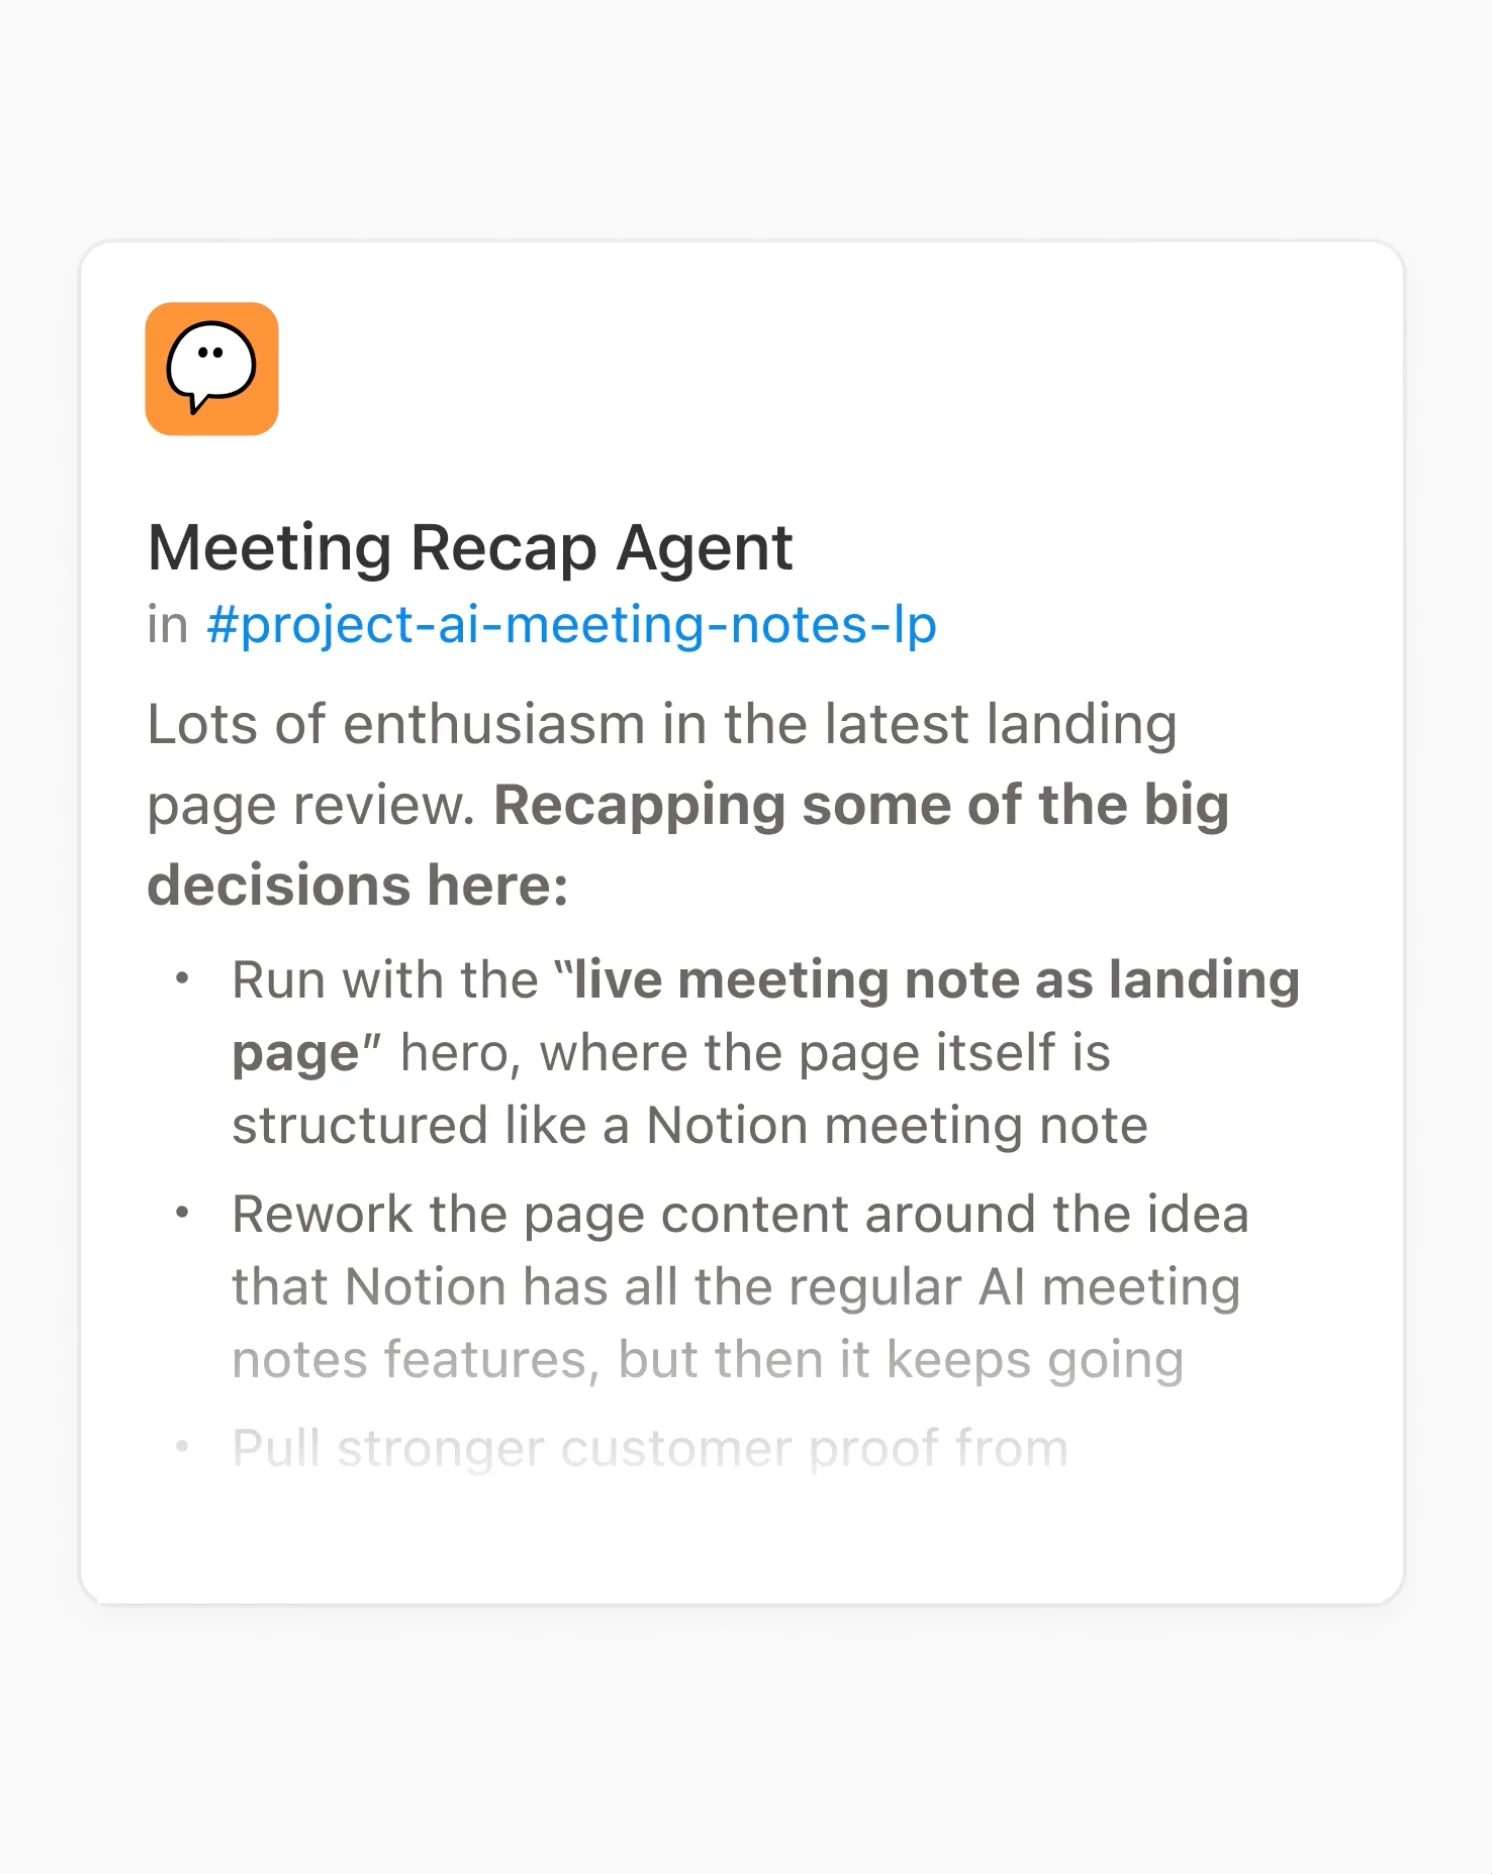 Meeting Recap Agent
in #project-ai-meeting-notes-lp
Lots of enthusiasm in the latest landing
page review. Recapping some of the big
decisions here:
• Run with the “live meeting note as landing
page” hero, where the page itself is
structured like a Notion meeting note
• Rework the page content around the idea
that Notion has all the regular AI meeting
notes features, but then it keeps going
• Pull stronger customer proof from